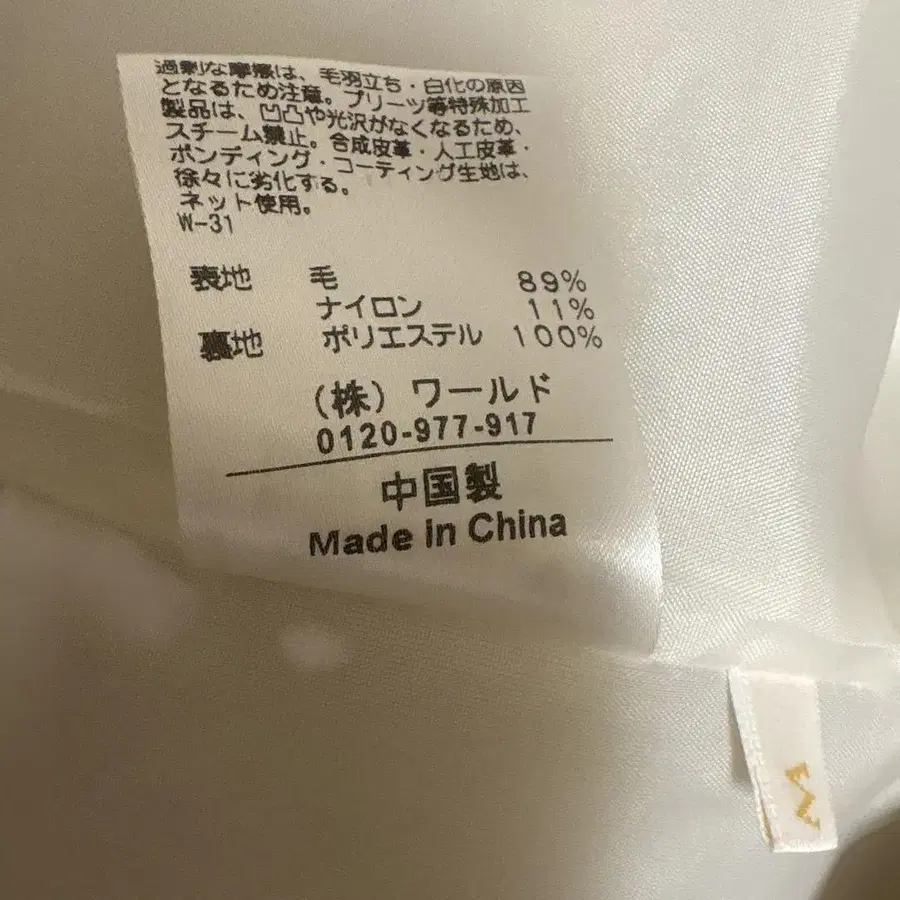 過剰な摩擦は、毛羽立ち・白化の原因
となるため注意。プリーツ等特殊加工
製品は、凹凸や光沢がなくなるため、
スチーム禁止。合成皮革・人工皮革・
ボンディング・コーティング生地は、
徐々に劣化する。
ネット使用。
W-31
表地 毛 89%
ナイロン 11%
裏地 ポリエステル 100%
(株)ワールド
0120-977-917
中国製
Made in China
M